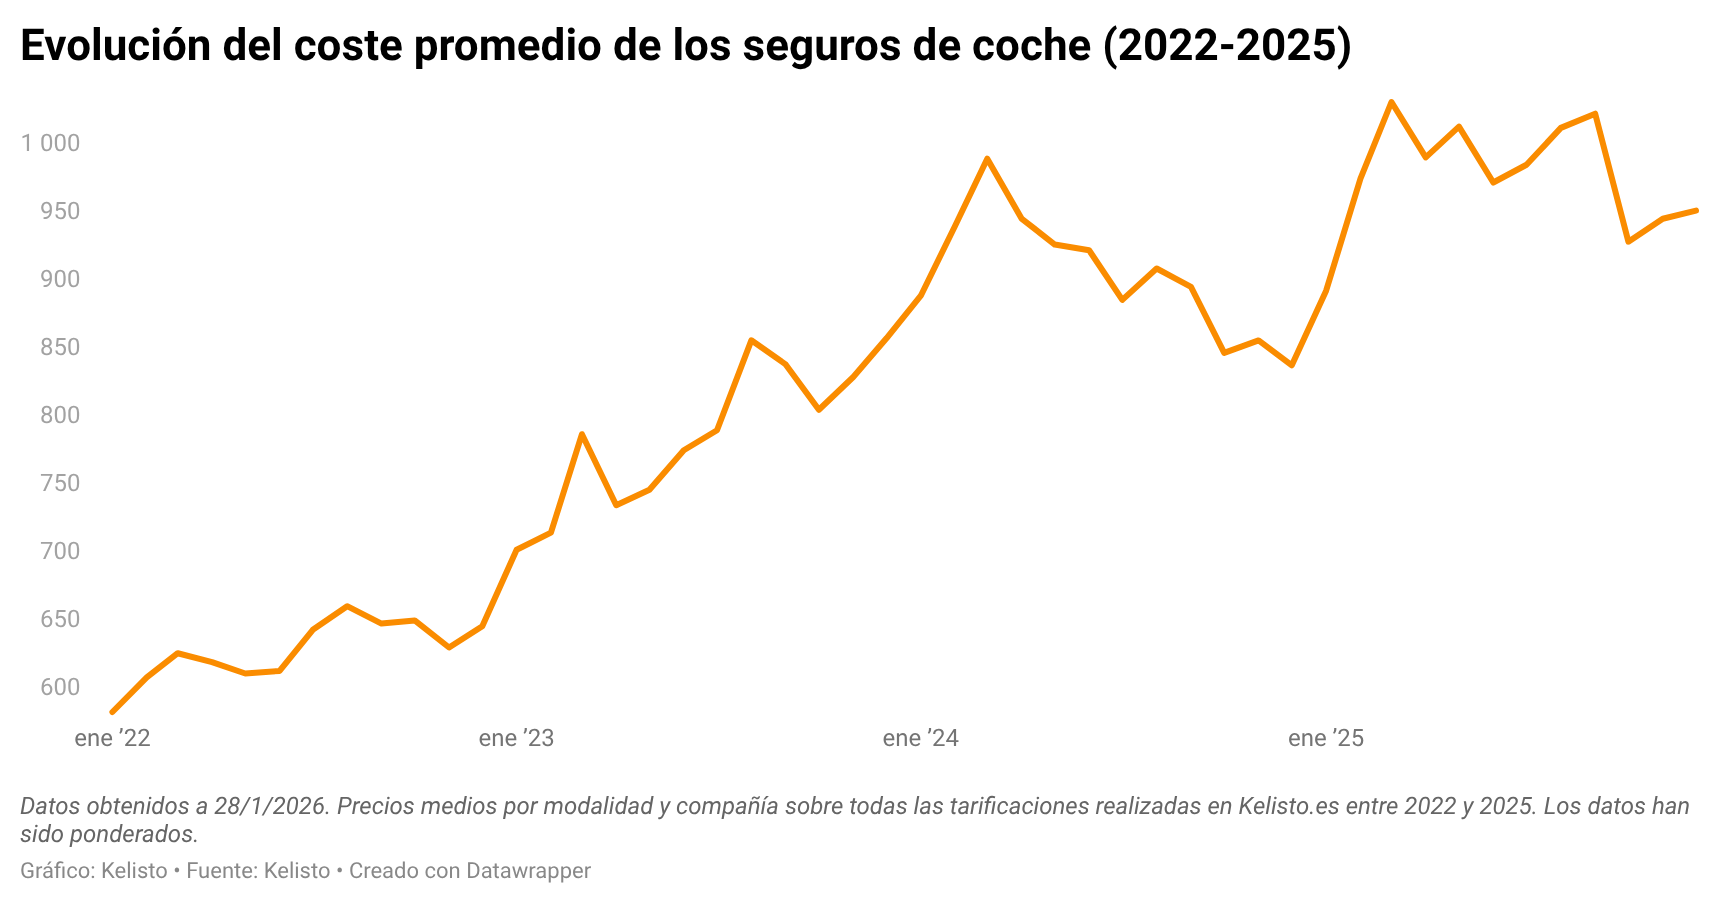 Evolución del coste promedio de los seguros de coche (2022-2025)
1 000
950
900
850
800
750
700
650
600
ene ’22
ene ’23
ene ’24
ene ’25
Datos obtenidos a 28/1/2026. Precios medios por modalidad y compañía sobre todas las tarificaciones realizadas en Kelisto.es entre 2022 y 2025. Los datos han
sido ponderados.
Gráfico: Kelisto • Fuente: Kelisto • Creado con Datawrapper